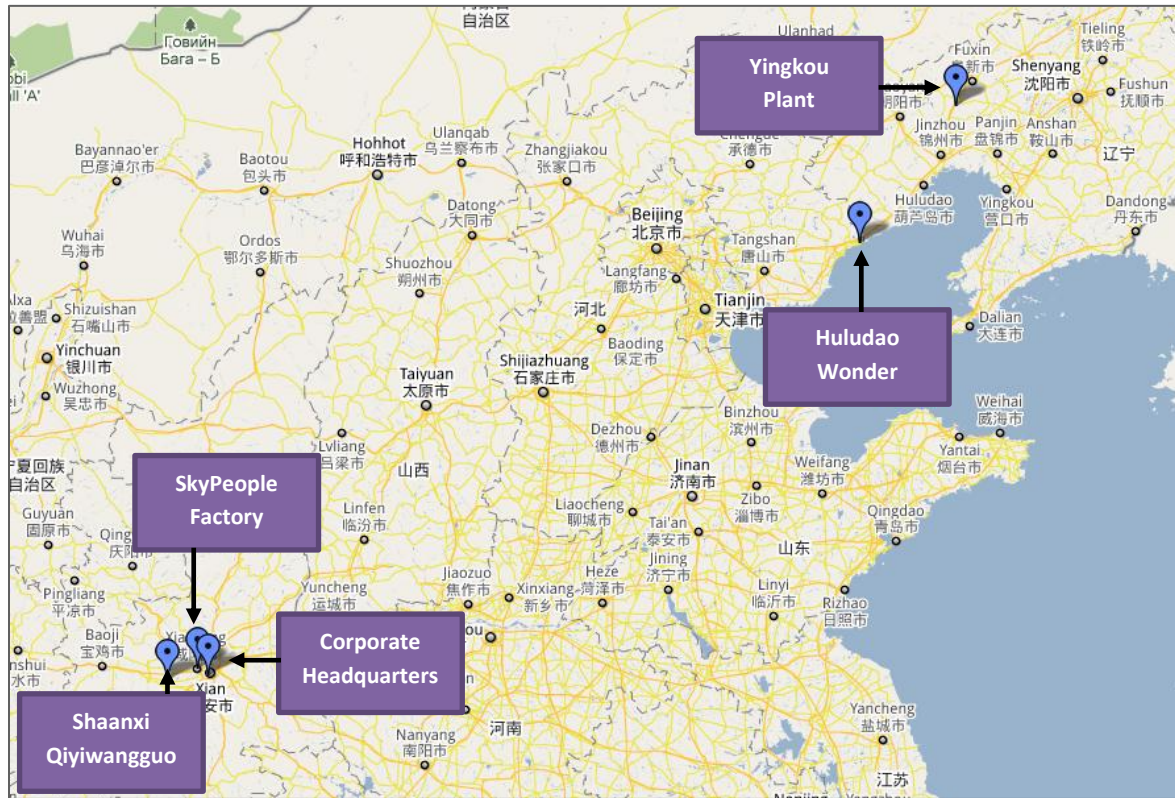 Говийн
Бага – Б
all 'A'
自治区
Ulanhad
Yingkou
Plant
Fuxin
Tieling
铁岭市
Shenyang
沈阳市
Fushun
抚顺市
朝阳市
Jinzhou
锦州市
Panjin
盘锦市
Anshan
鞍山市
辽宁
Bayannao'er
巴彦淖尔市
Baotou
包头市
Hohhot
呼和浩特市
Ulanqab
乌兰察布市
Zhangjiakou
张家口市
承德市
Huludao
葫芦岛市
Yingkou
营口市
Dandong
丹东市
Datong
大同市
Beijing
北京市
Wuhai
乌海市
Ordos
鄂尔多斯市
Shuozhou
朔州市
Langfang
廊坊市
Tangshan
唐山市
Tianjin
天津市
Dalian
大连市
Shizuishan
石嘴山市
河北
Baoding
保定市
Huludao
Wonder
Yinchuan
银川市
Wuzhong
吴忠市
Taiyuan
太原市
Shijiazhuang
石家庄市
Binzhou
滨州市
Weihai
威海市
Yantai
烟台市
Lvliang
吕梁市
山西
Dezhou
德州市
Jinan
济南市
Weifang
潍坊市
Zibo
淄博市
Qingdao
青岛市
SkyPeople
Factory
自治区
Guyuan
固原市
庆阳市
Linfen
临汾市
Liaocheng
聊城市
Tai'an
泰安市
山东
Pingliang
平凉市
Yuncheng
运城市
Jiaozuo
焦作市
Xinxiang
新乡市
Heze
菏泽市
Jining
济宁市
Linyi
临沂市
Rizhao
日照市
Baoji
宝鸡市
Corporate
Headquarters
Xian
Shaanxi
Qiyiwangguo
Nanyang
南阳市
河南
Yancheng
盐城市
江苏